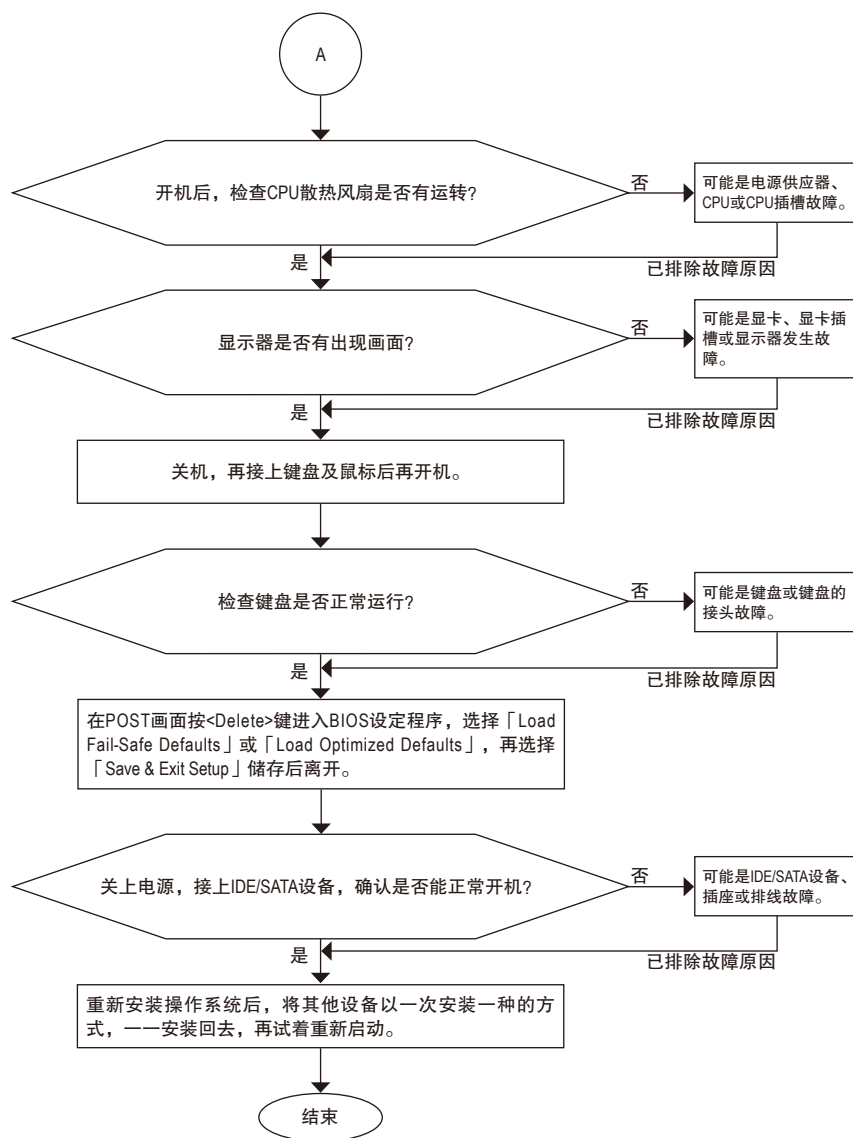 A
开机后，检查CPU散热风扇是否有运转?
否
可能是电源供应器、
CPU或CPU插槽故障。
是
已排除故障原因
显示器是否有出现画面?
否
可能是显卡、显卡插
槽或显示器发生故
障。
是
已排除故障原因
关机，再接上键盘及鼠标后再开机。
检查键盘是否正常运行?
否
可能是键盘或键盘的
接头故障。
是
已排除故障原因
在POST画面按<Delete>键进入BIOS设定程序，选择「Load
Fail-Safe Defaults」或「Load Optimized Defaults」，再选择
「Save & Exit Setup」储存后离开。
关上电源，接上IDE/SATA设备，确认是否能正常开机?
否
可能是IDE/SATA设备、
插座或排线故障。
是
已排除故障原因
重新安装操作系统后，将其他设备以一次安装一种的方
式，一一安装回去，再试着重新启动。
结束